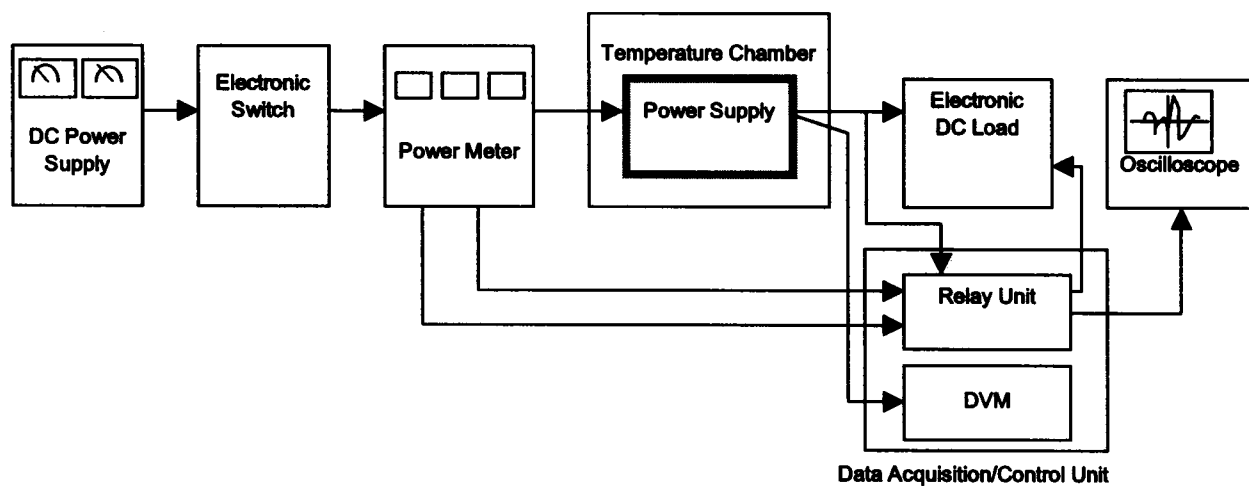 DC Power
Supply
Electronic
Switch
Power Meter
Temperature Chamber
Power Supply
Electronic
DC Load
Oscilloscope
Relay Unit
DVM
Data Acquisition/Control Unit